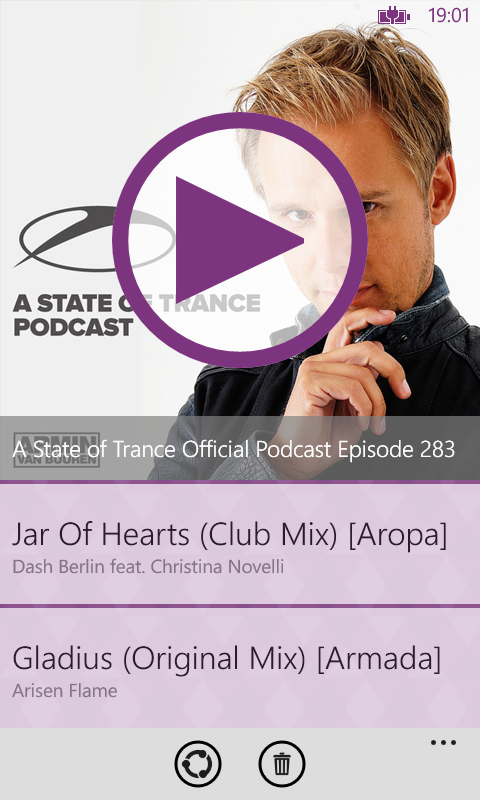 19:01
A STATE OF TRANCE
PODCAST
ARMIN
VAN BUUREN
A State of Trance Official Podcast Episode 283
Jar Of Hearts (Club Mix) [Aropa]
Dash Berlin feat. Christina Novelli
Gladius (Original Mix) [Armada]
Arisen Flame